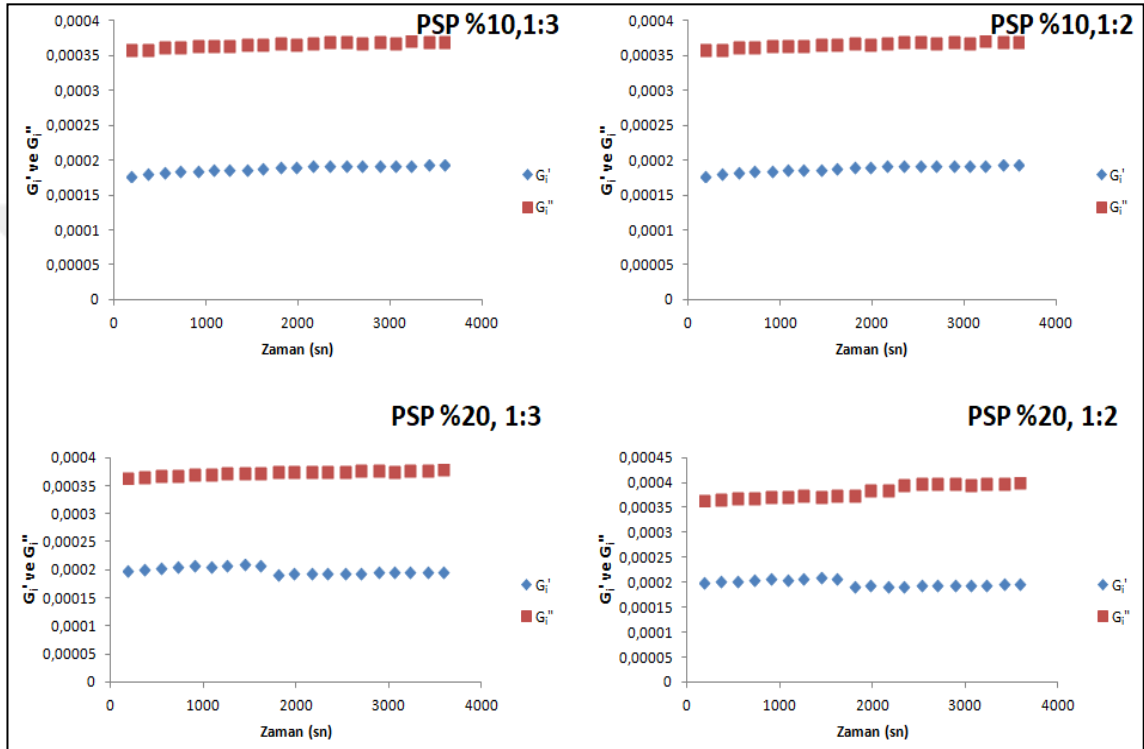 PSP %10,1:3
0,0004
0,00035
0,0003
0,00025
0,0002
0,00015
0,0001
0,00005
0
0 1000 2000 3000 4000
Gᵢ' ve Gᵢ''
Zaman (sn)
Gᵢ'
Gᵢ''
PSP %10,1:2
0,0004
0,00035
0,0003
0,00025
0,0002
0,00015
0,0001
0,00005
0
0 1000 2000 3000 4000
Gᵢ' ve Gᵢ''
Zaman (sn)
Gᵢ'
Gᵢ''
PSP %20, 1:3
0,0004
0,00035
0,0003
0,00025
0,0002
0,00015
0,0001
0,00005
0
0 1000 2000 3000 4000
Gᵢ' ve Gᵢ''
Zaman (sn)
Gᵢ'
Gᵢ''
PSP %20, 1:2
0,00045
0,0004
0,00035
0,0003
0,00025
0,0002
0,00015
0,0001
0,00005
0
0 1000 2000 3000 4000
Gᵢ' ve Gᵢ''
Zaman (sn)
Gᵢ'
Gᵢ''